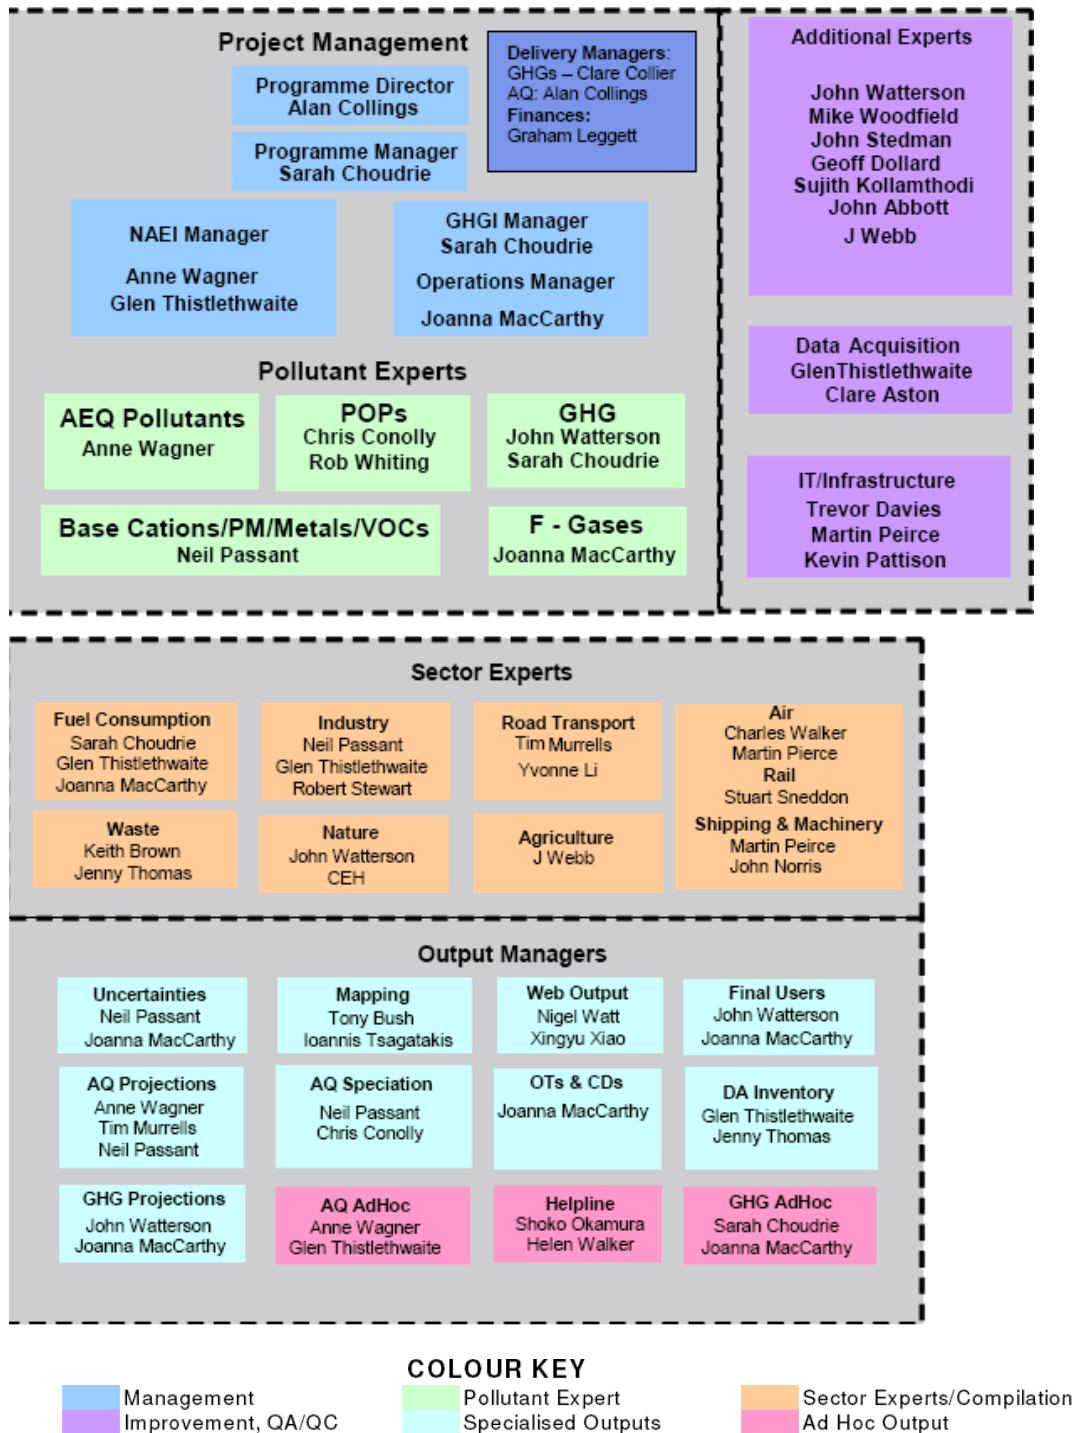 Project Management
Programme Director
Alan Collings
Programme Manager
Sarah Choudrie
Delivery Managers:
GHGs – Clare Collier
AQ: Alan Collings
Finances:
Graham Leggett
NAEI Manager
Anne Wagner
Glen Thistlethwaite
GHGI Manager
Sarah Choudrie
Operations Manager
Joanna MacCarthy
Pollutant Experts
AEQ Pollutants
Anne Wagner
POPs
Chris Conolly
Rob Whiting
GHG
John Watterson
Sarah Choudrie
Base Cations/PM/Metals/VOCs
Neil Passant
F - Gases
Joanna MacCarthy
Additional Experts
John Watterson
Mike Woodfield
John Stedman
Geoff Dollard
Sujith Kollamthodi
John Abbott
J Webb
Data Acquisition
GlenThistlethwaite
Clare Aston
IT/Infrastructure
Trevor Davies
Martin Peirce
Kevin Pattison
Sector Experts
Fuel Consumption
Sarah Choudrie
Glen Thistlethwaite
Joanna MacCarthy
Industry
Neil Passant
Glen Thistlethwaite
Robert Stewart
Road Transport
Tim Murrells
Yvonne Li
Air
Charles Walker
Martin Pierce
Rail
Stuart Sneddon
Shipping & Machinery
Martin Peirce
John Norris
Waste
Keith Brown
Jenny Thomas
Nature
John Watterson
CEH
Agriculture
J Webb
Output Managers
Uncertainties
Neil Passant
Joanna MacCarthy
Mapping
Tony Bush
Ioannis Tsagatakis
Web Output
Nigel Watt
Xingyu Xiao
Final Users
John Watterson
Joanna MacCarthy
AQ Projections
Anne Wagner
Tim Murrells
Neil Passant
AQ Speciation
Neil Passant
Chris Conolly
OTs & CDs
Joanna MacCarthy
DA Inventory
Glen Thistlethwaite
Jenny Thomas
GHG Projections
John Watterson
Joanna MacCarthy
AQ AdHoc
Anne Wagner
Glen Thistlethwaite
Helpline
Shoko Okamura
Helen Walker
GHG AdHoc
Sarah Choudrie
Joanna MacCarthy
COLOUR KEY
Management
Pollutant Expert
Sector Experts/Compilation
Improvement, QA/QC
Specialised Outputs
Ad Hoc Output